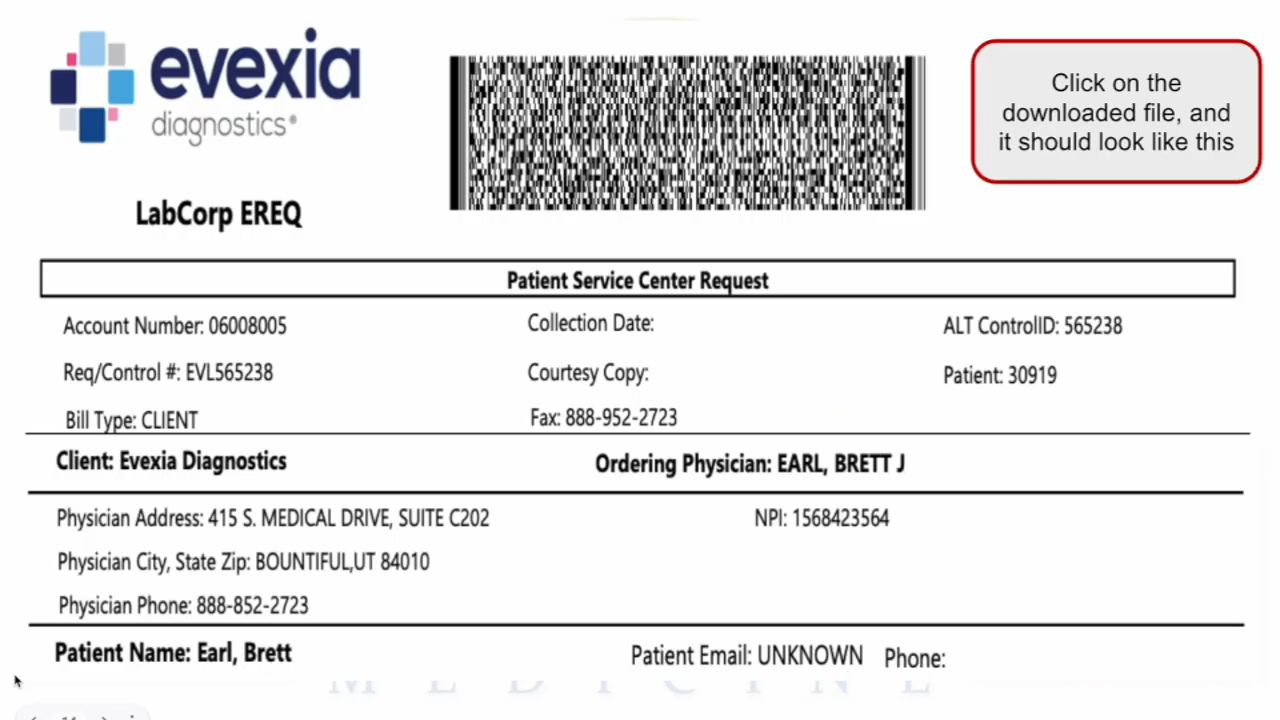 evexia
diagnostics®
Click on the
downloaded file, and
it should look like this
LabCorp EREQ
Patient Service Center Request
Account Number: 06008005 Collection Date: ALT ControlID: 565238
Req/Control #: EVL565238 Courtesy Copy: Patient: 30919
Bill Type: CLIENT Fax: 888-952-2723
Client: Evexia Diagnostics Ordering Physician: EARL, BRETT J
Physician Address: 415 S. MEDICAL DRIVE, SUITE C202 NPI: 1568423564
Physician City, State Zip: BOUNTIFUL,UT 84010
Physician Phone: 888-852-2723
Patient Name: Earl, Brett Patient Email: UNKNOWN Phone:
MEDICINE